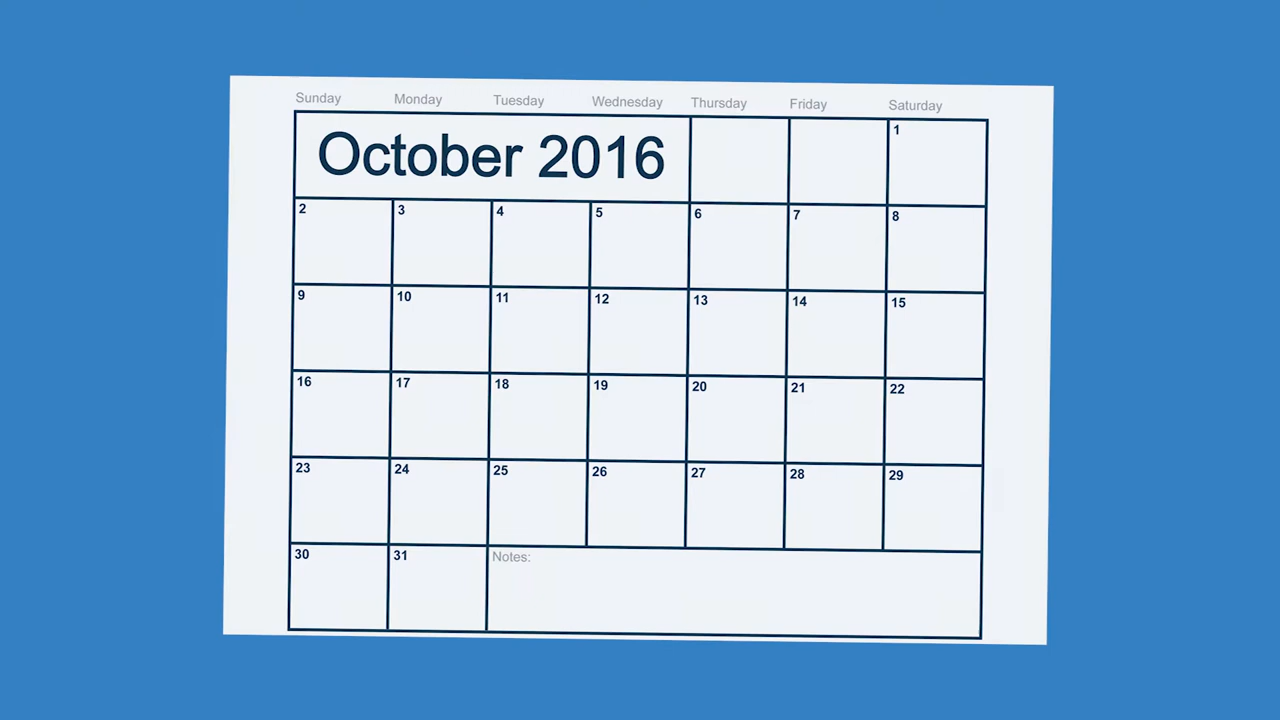 Sunday Monday Tuesday Wednesday Thursday Friday Saturday
October 2016 1
2 3 4 5 6 7 8
9 10 11 12 13 14 15
16 17 18 19 20 21 22
23 24 25 26 27 28 29
30 31 Notes: